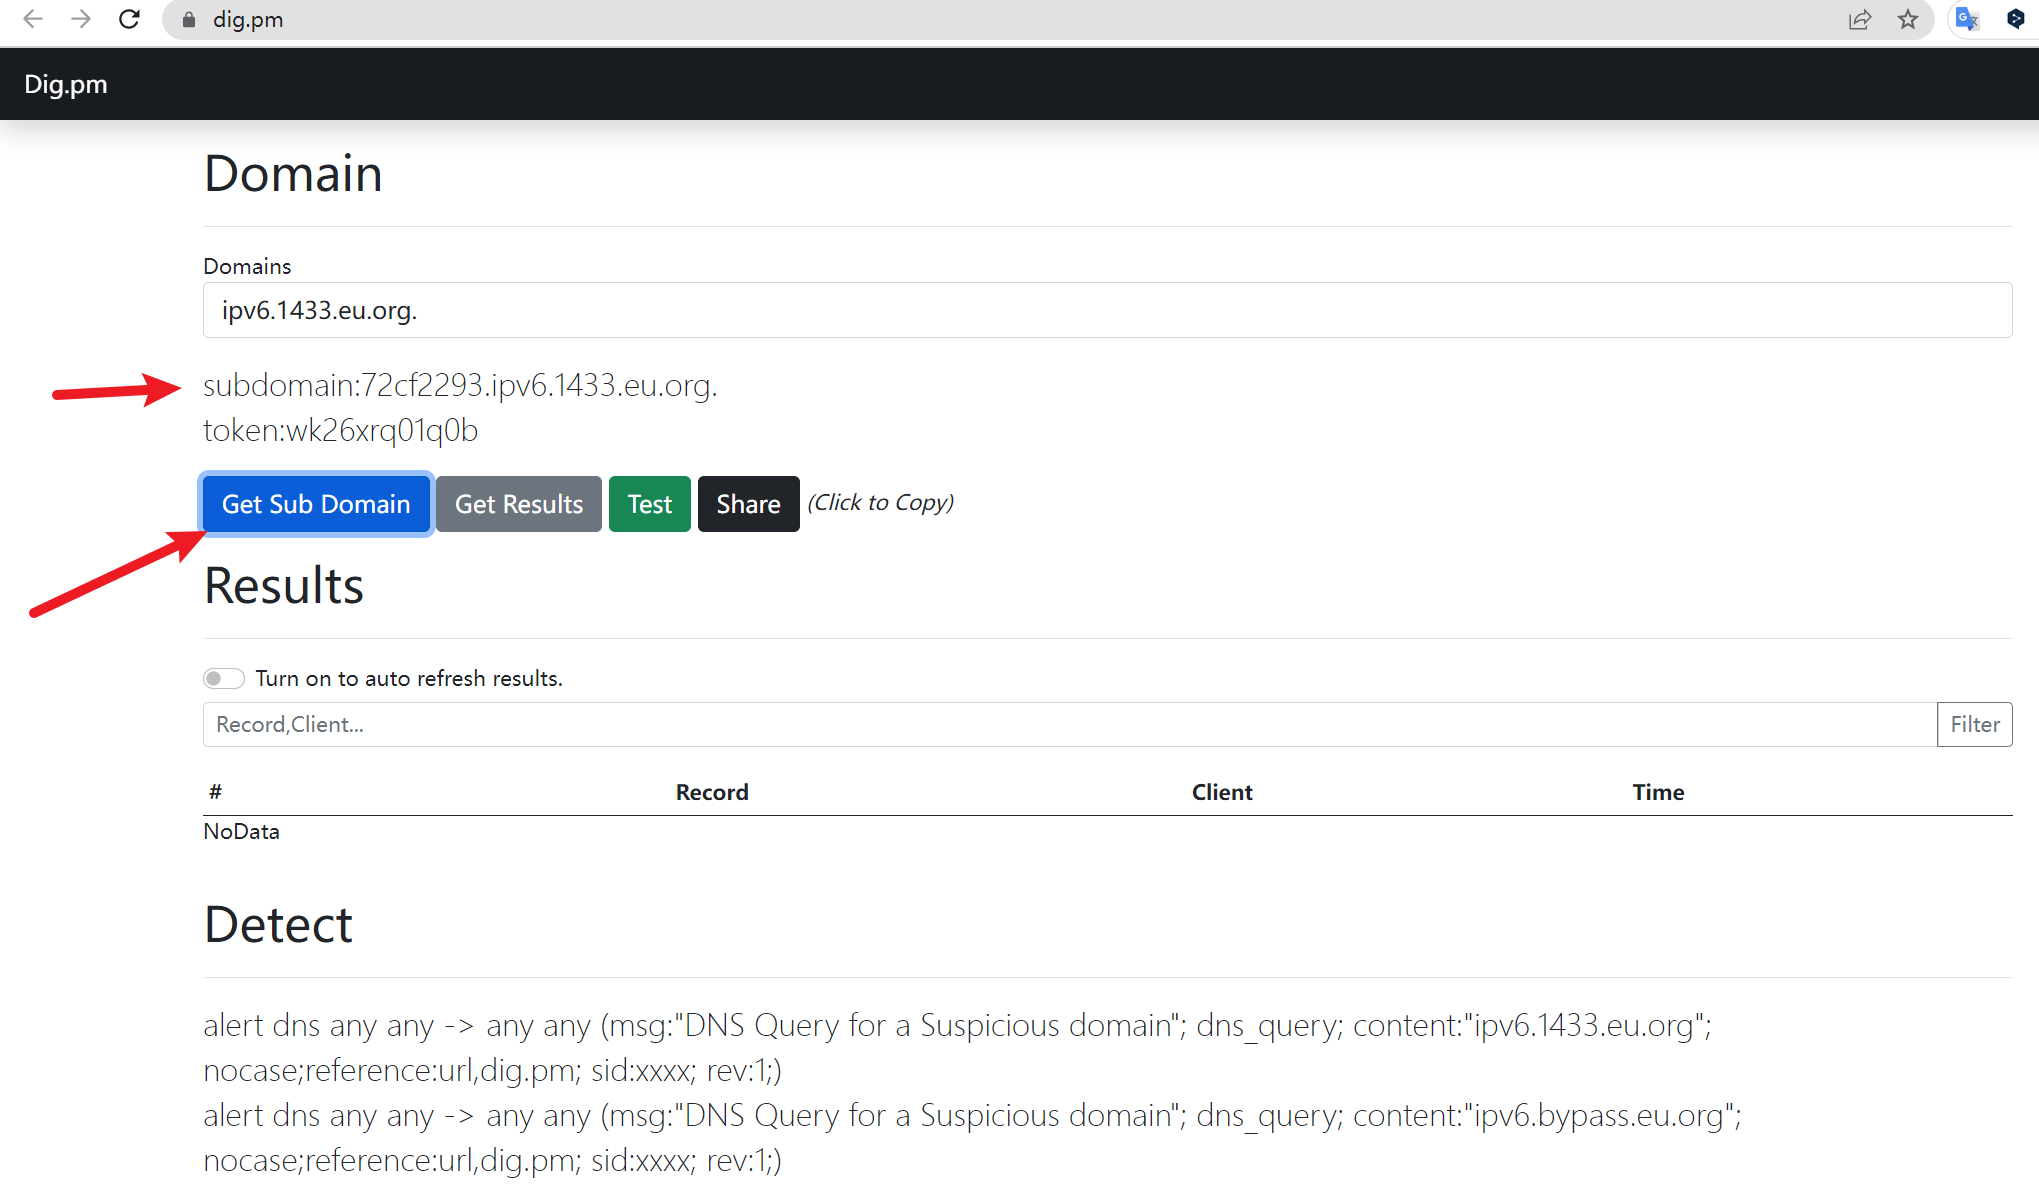 dig.pm
Dig.pm
Domain
Domains
ipv6.1433.eu.org.
subdomain:72cf2293.ipv6.1433.eu.org.
token:wk26xrq01q0b
Get Sub Domain Get Results Test Share (Click to Copy)
Results
Turn on to auto refresh results.
Record,Client... Filter
# Record Client Time
NoData
Detect
alert dns any any -> any any (msg:"DNS Query for a Suspicious domain"; dns_query; content:"ipv6.1433.eu.org";
nocase;reference:url,dig.pm; sid:xxxx; rev:1;)
alert dns any any -> any any (msg:"DNS Query for a Suspicious domain"; dns_query; content:"ipv6.bypass.eu.org";
nocase;reference:url,dig.pm; sid:xxxx; rev:1;)